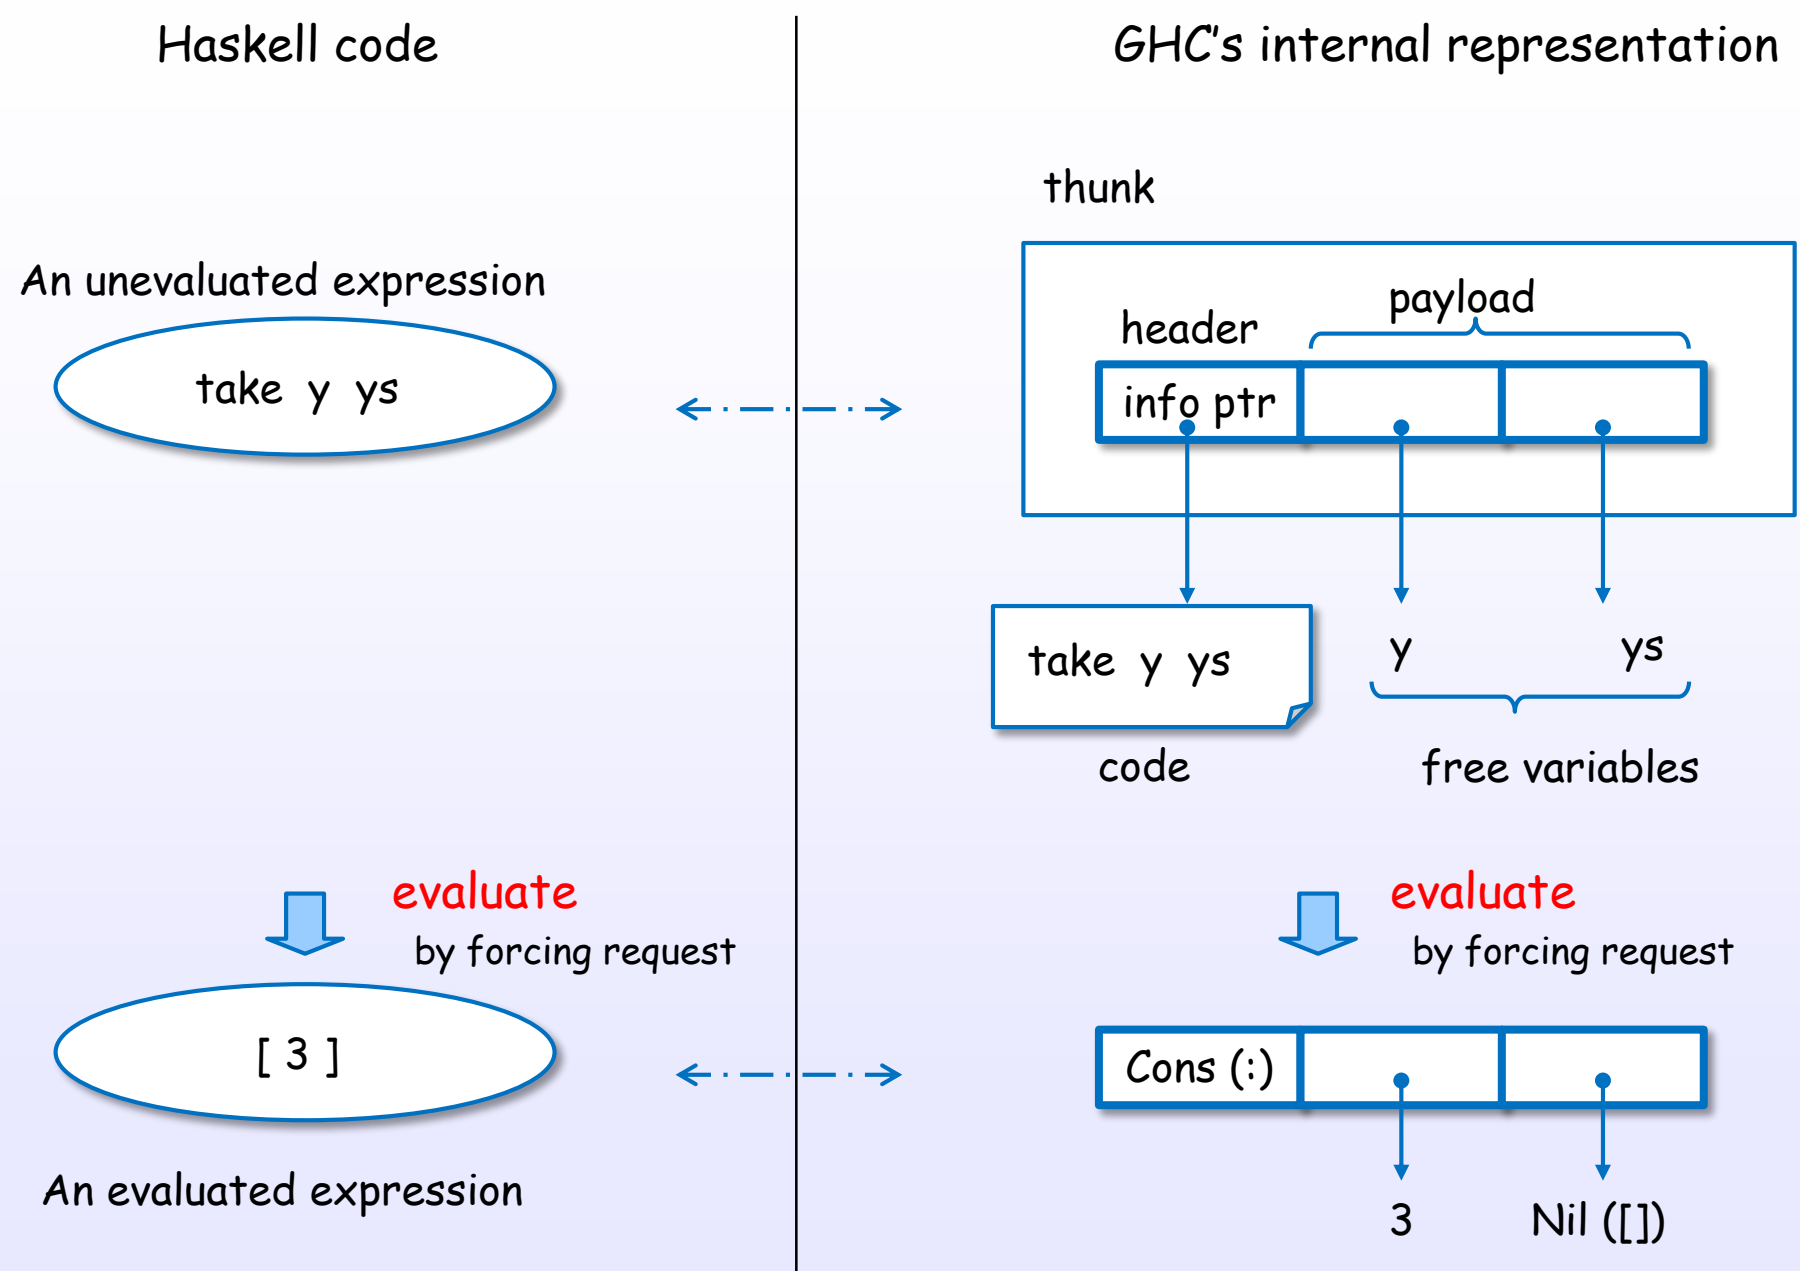 Haskell code
GHC's internal representation
thunk
An unevaluated expression
take y ys
payload
header
info ptr
take y ys
y
ys
code
free variables
evaluate
by forcing request
evaluate
by forcing request
[ 3 ]
Cons (:)
An evaluated expression
3
Nil ([])